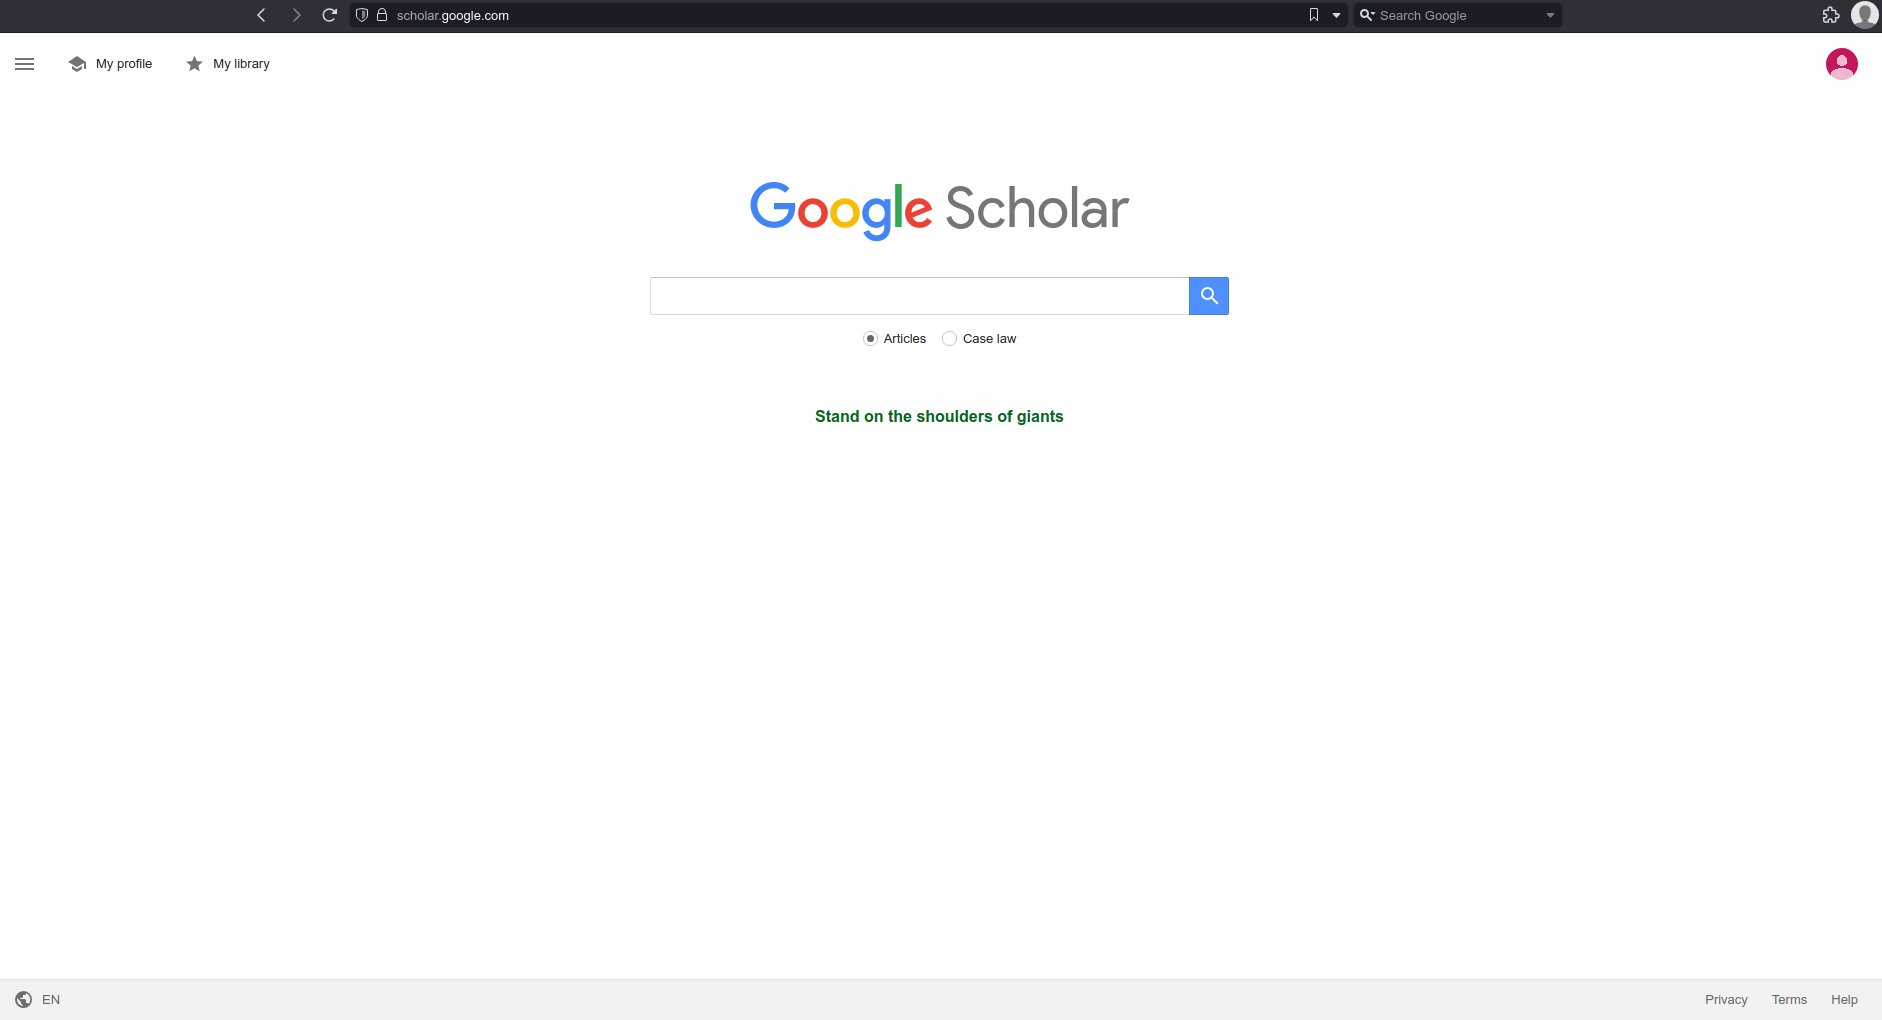 scholar.google.com
Search Google
My profile
My library
Google Scholar
Articles
Case law
Stand on the shoulders of giants
EN
Privacy
Terms
Help